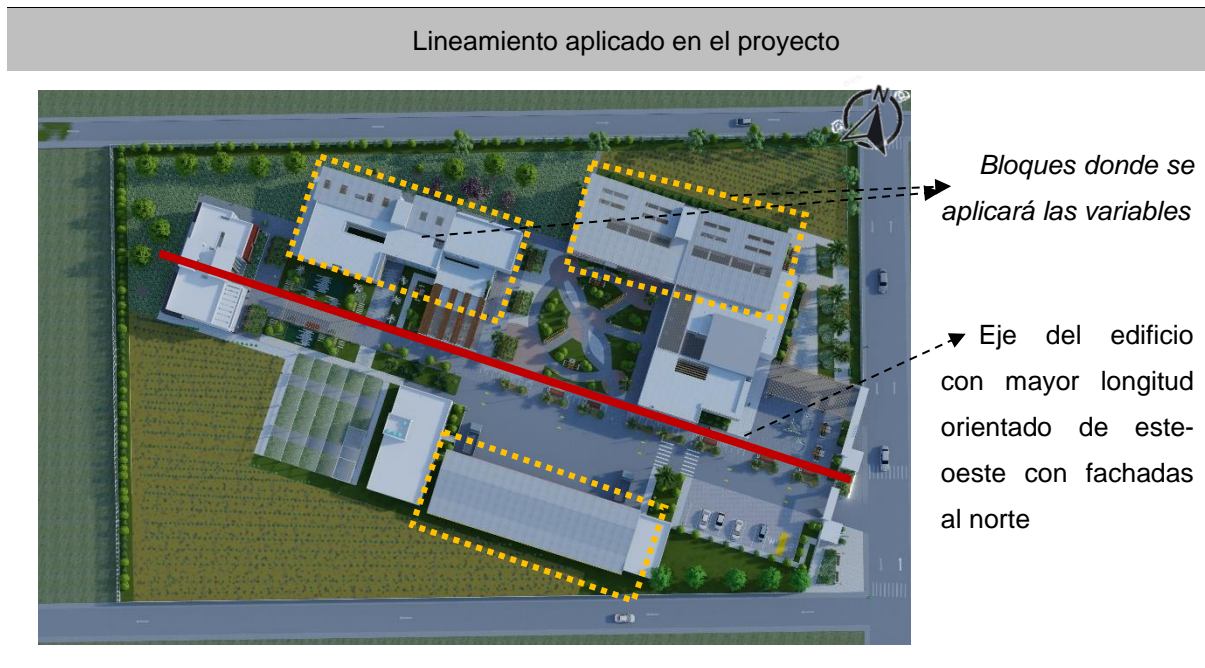 Lineamiento aplicado en el proyecto
N
Bloques donde se
aplicará las variables
Eje del edificio
con mayor longitud
orientado de este-
oeste con fachadas
al norte